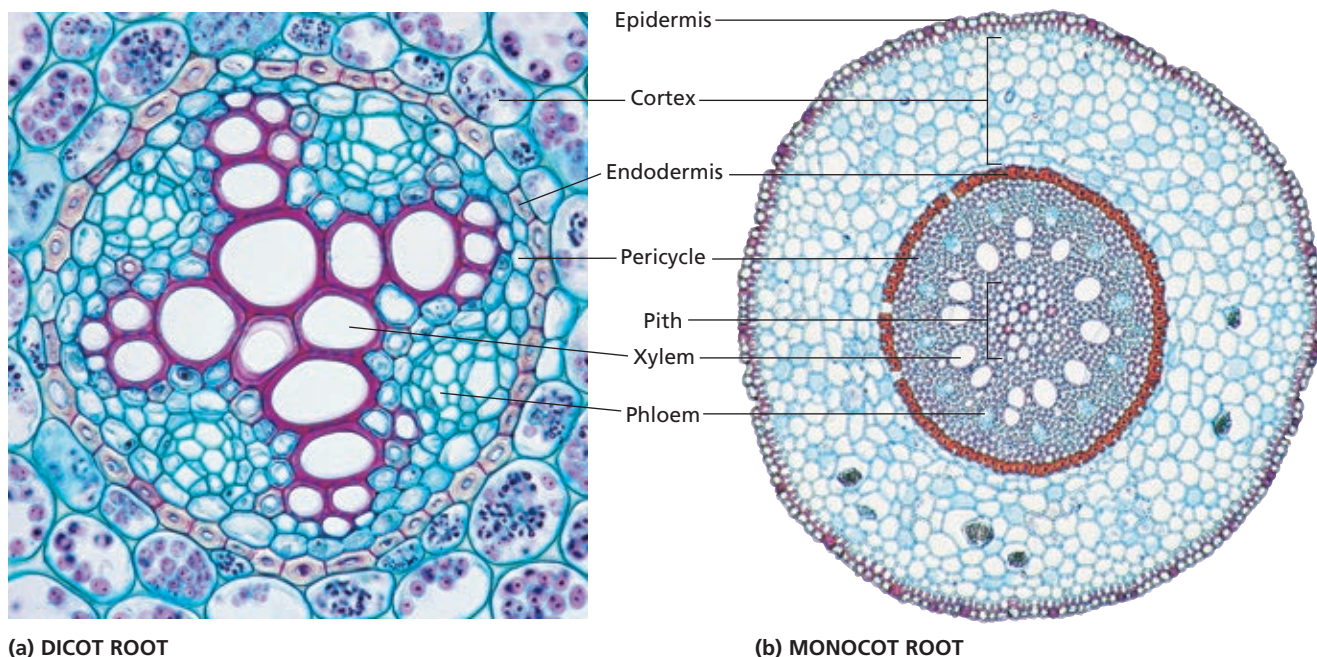 Epidermis
Cortex
Endodermis
Pericycle
Pith
Xylem
Phloem
(a) DICOT ROOT
(b) MONOCOT ROOT